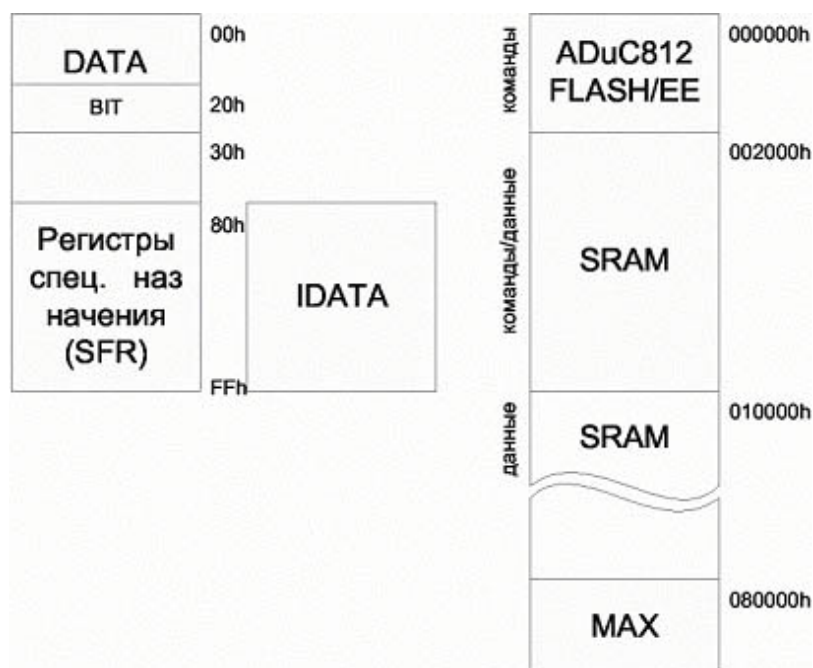 DATA
00h
BIT
20h
30h
80h
Регистры
спец. наз
начения
(SFR)
FFh
IDATA
команды
ADuC812
FLASH/EE
000000h
команды/данные
002000h
SRAM
данные
010000h
SRAM
080000h
MAX